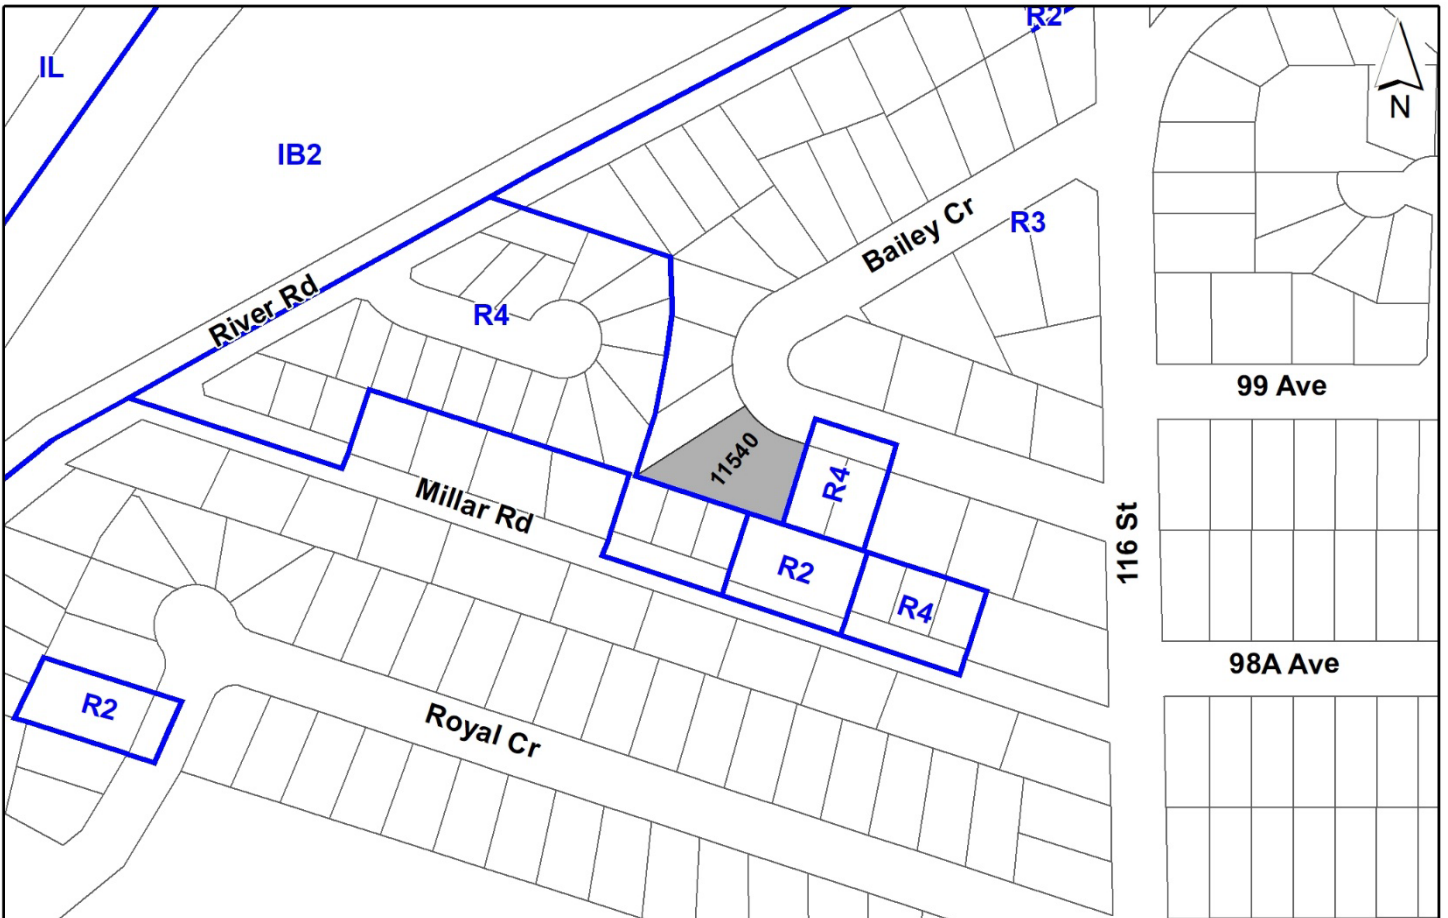 R2
IL
N
IB2
Bailey Cr
R3
River Rd
R4
99 Ave
11540
R4
Millar Rd
116 St
R2
R4
98A Ave
R2
Royal Cr